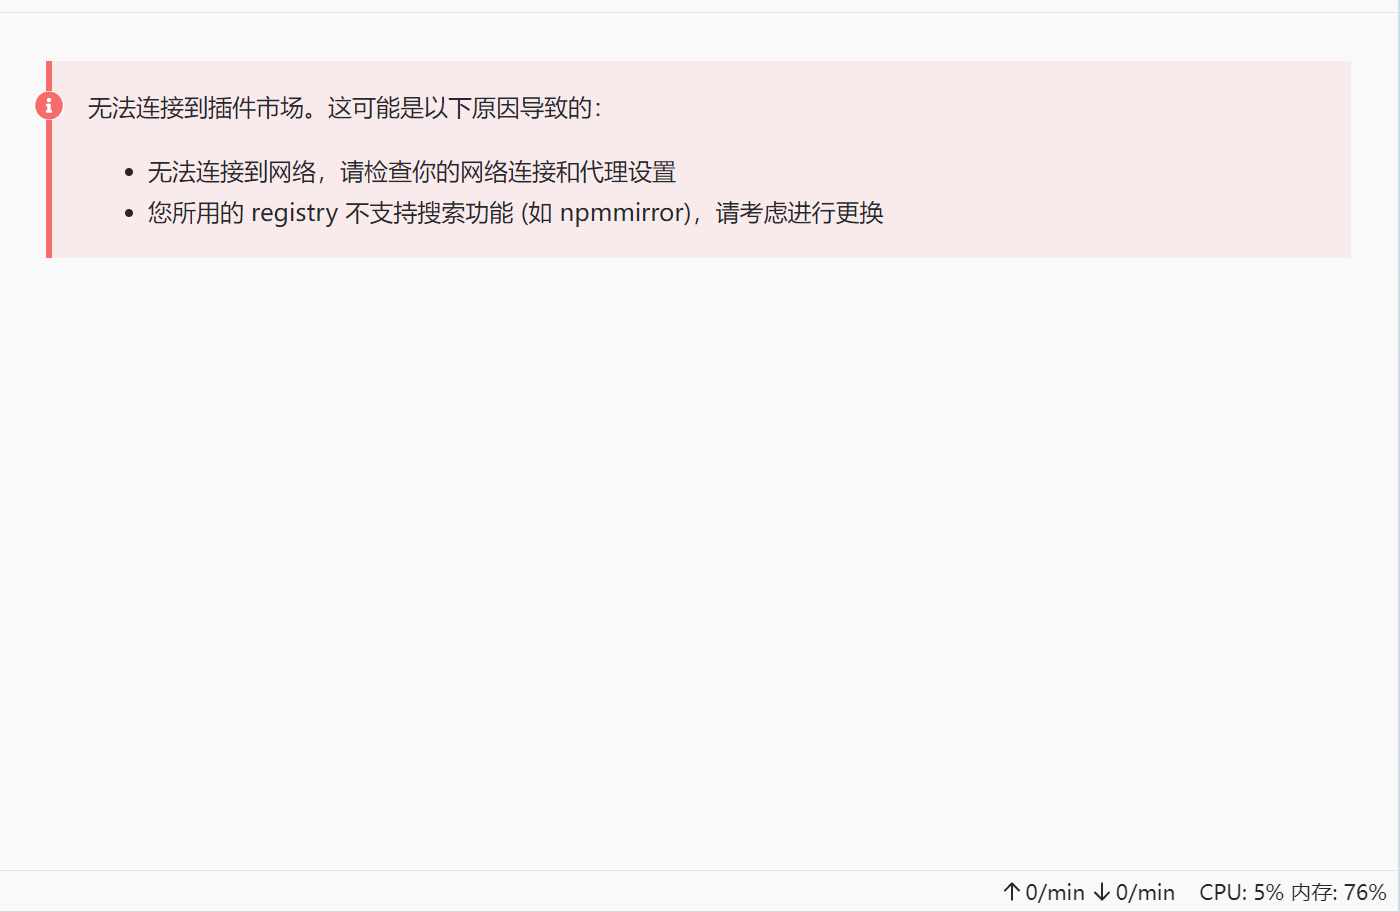 无法连接到插件市场。这可能是以下原因导致的：
无法连接到网络，请检查你的网络连接和代理设置
您所用的 registry 不支持搜索功能 (如 npmmirror)，请考虑进行更换
↑ 0/min ↓ 0/min CPU: 5% 内存: 76%